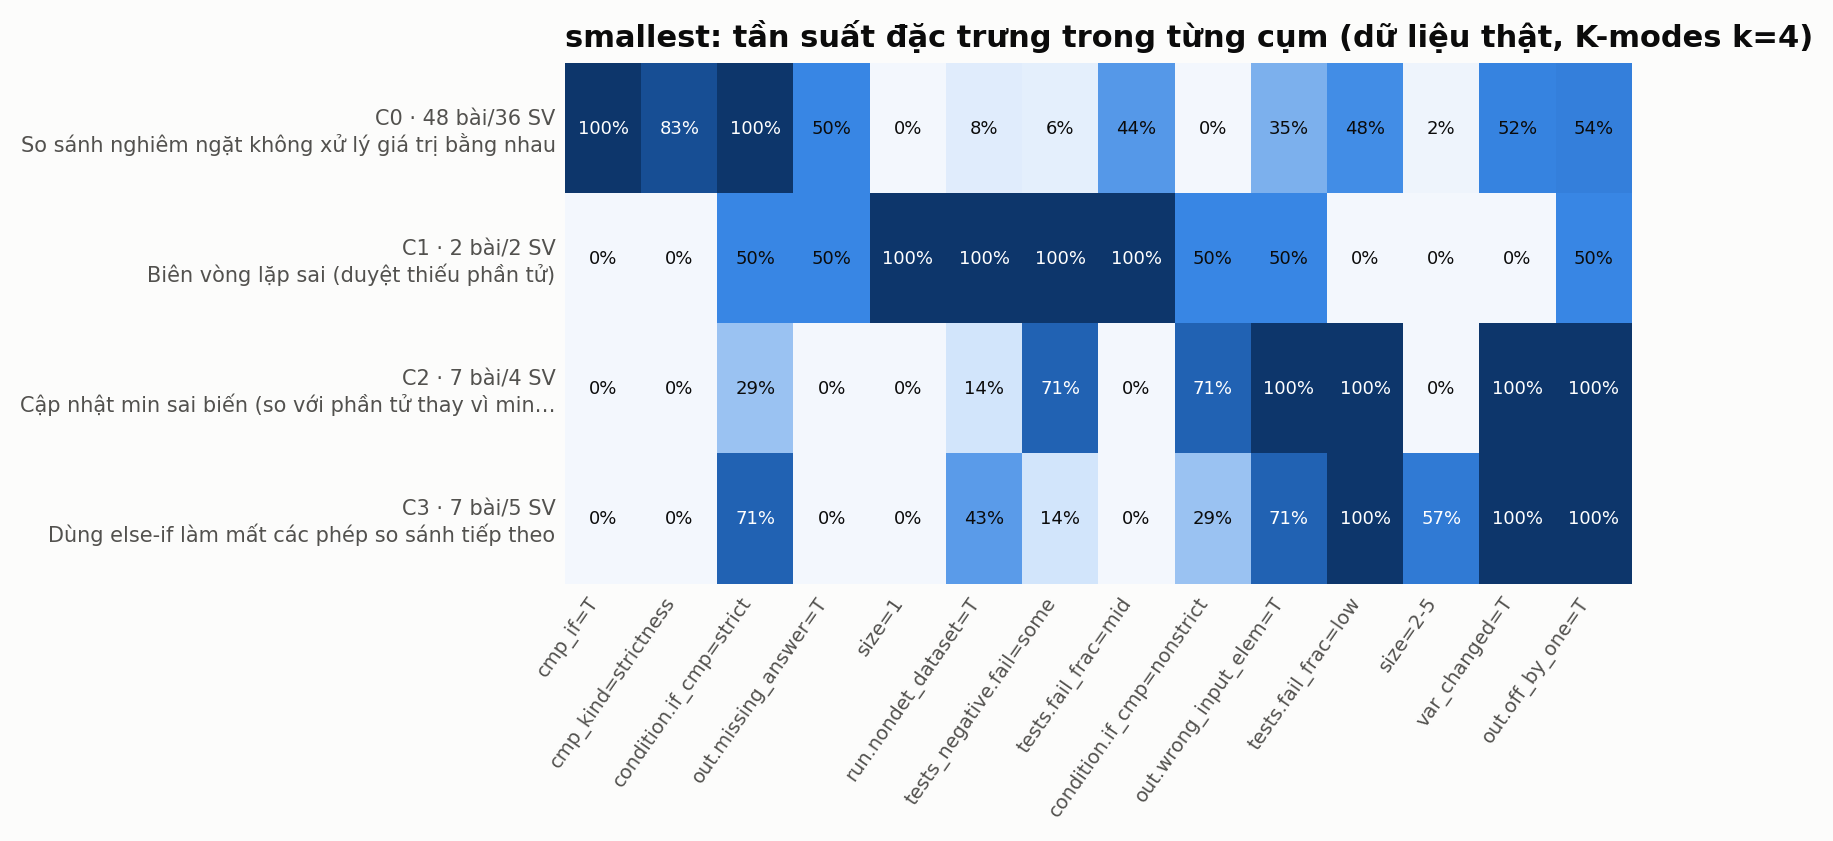 smallest: tần suất đặc trưng trong từng cụm (dữ liệu thật, K-modes k=4)
C0 · 48 bài/36 SV
So sánh nghiêm ngặt không xử lý giá trị bằng nhau
100% 83% 100% 50% 0% 8% 6% 44% 0% 35% 48% 2% 52% 54%
C1 · 2 bài/2 SV
Biên vòng lặp sai (duyệt thiếu phần tử)
0% 0% 50% 50% 100% 100% 100% 100% 50% 50% 0% 0% 0% 50%
C2 · 7 bài/4 SV
Cập nhật min sai biến (so với phần tử thay vì min…
0% 0% 29% 0% 0% 14% 71% 0% 71% 100% 100% 0% 100% 100%
C3 · 7 bài/5 SV
Dùng else-if làm mất các phép so sánh tiếp theo
0% 0% 71% 0% 0% 43% 14% 0% 29% 71% 100% 57% 100% 100%
cmp_if=T
cmp_kind=strictness
condition.if_cmp=strict
out.missing_answer=T
size=1
run.nondet_dataset=T
tests_negative.fail=some
tests.fail_frac=mid
condition.if_cmp=nonstrict
out.wrong_input_elem=T
tests.fail_frac=low
size=2-5
var_changed=T
out.off_by_one=T